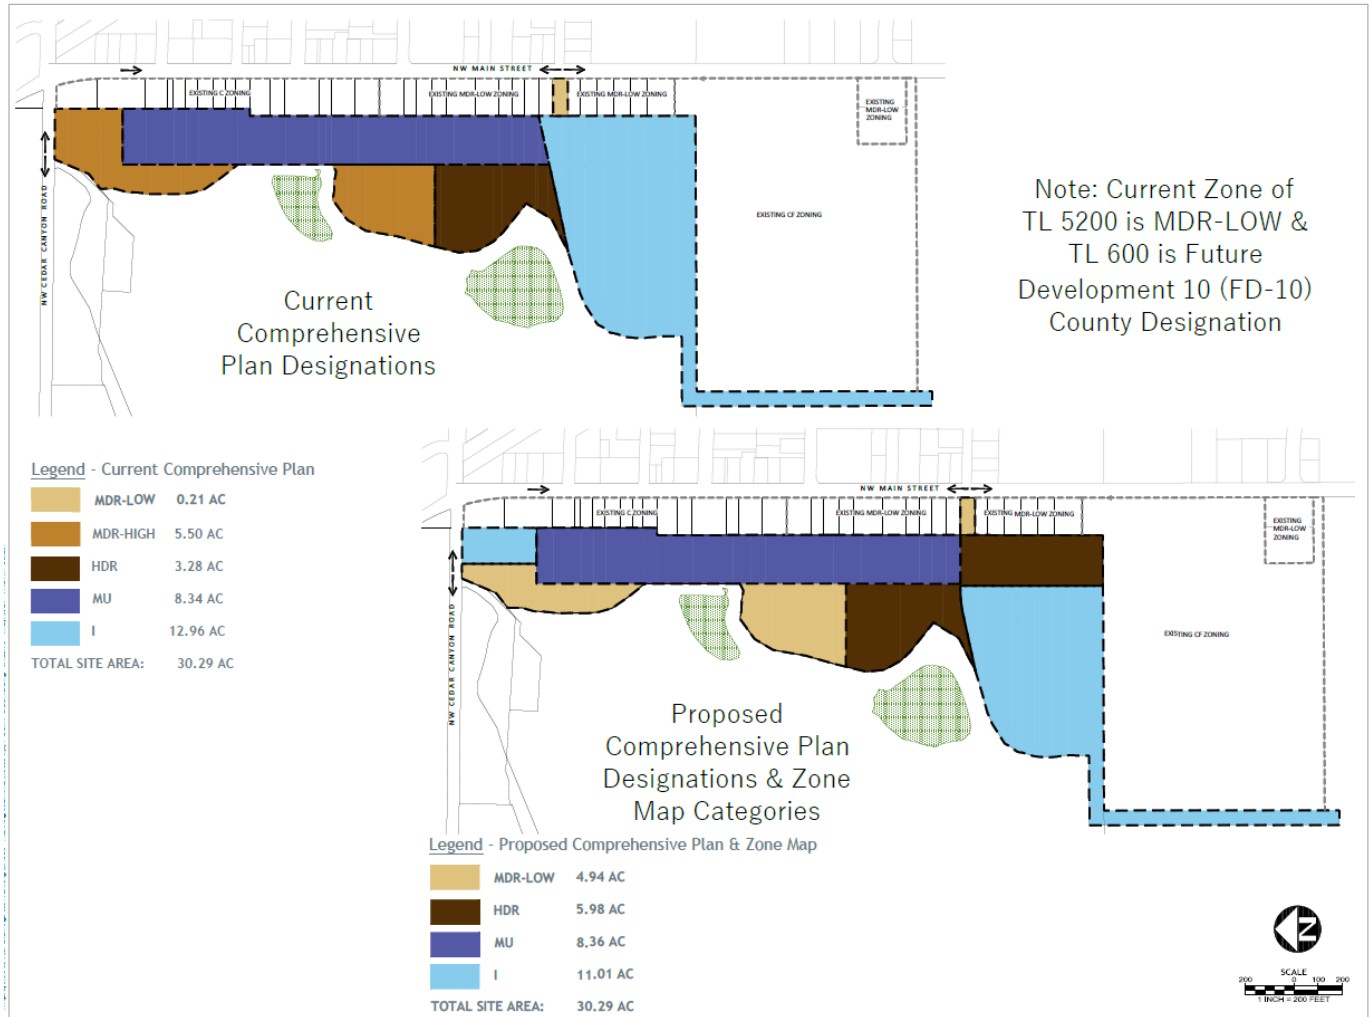 NW MAIN STREET
EXISTING C ZONING
EXISTING MDR-LOW ZONING
EXISTING MDR-LOW ZONING
EXISTING
MDR-LOW
ZONING
EXISTING CF ZONING
NW CEDAR CANYON ROAD
Current
Comprehensive
Plan Designations
Note: Current Zone of
TL 5200 is MDR-LOW &
TL 600 is Future
Development 10 (FD-10)
County Designation
Legend - Current Comprehensive Plan
MDR-LOW 0.21 AC
MDR-HIGH 5.50 AC
HDR 3.28 AC
MU 8.34 AC
I 12.96 AC
TOTAL SITE AREA: 30.29 AC
NW MAIN STREET
EXISTING C ZONING
EXISTING MDR-LOW ZONING
EXISTING MDR-LOW ZONING
EXISTING
MDR-LOW
ZONING
EXISTING CF ZONING
NW CEDAR CANYON ROAD
Proposed
Comprehensive Plan
Designations & Zone
Map Categories
Legend - Proposed Comprehensive Plan & Zone Map
MDR-LOW 4.94 AC
HDR 5.98 AC
MU 8.36 AC
I 11.01 AC
TOTAL SITE AREA: 30.29 AC
N
SCALE
200 0 100 200
1 INCH = 200 FEET